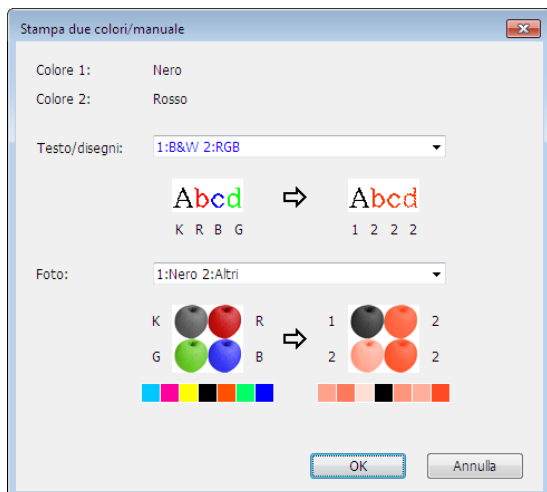 Stampa due colori/manuale
Colore 1: Nero
Colore 2: Rosso
Testo/disegni: 1:B&W 2:RGB
Abcd Abcd
K R B G 1 2 2 2
Foto: 1:Nero 2:Altri
K R 1 2
G B 2 2
OK Annulla